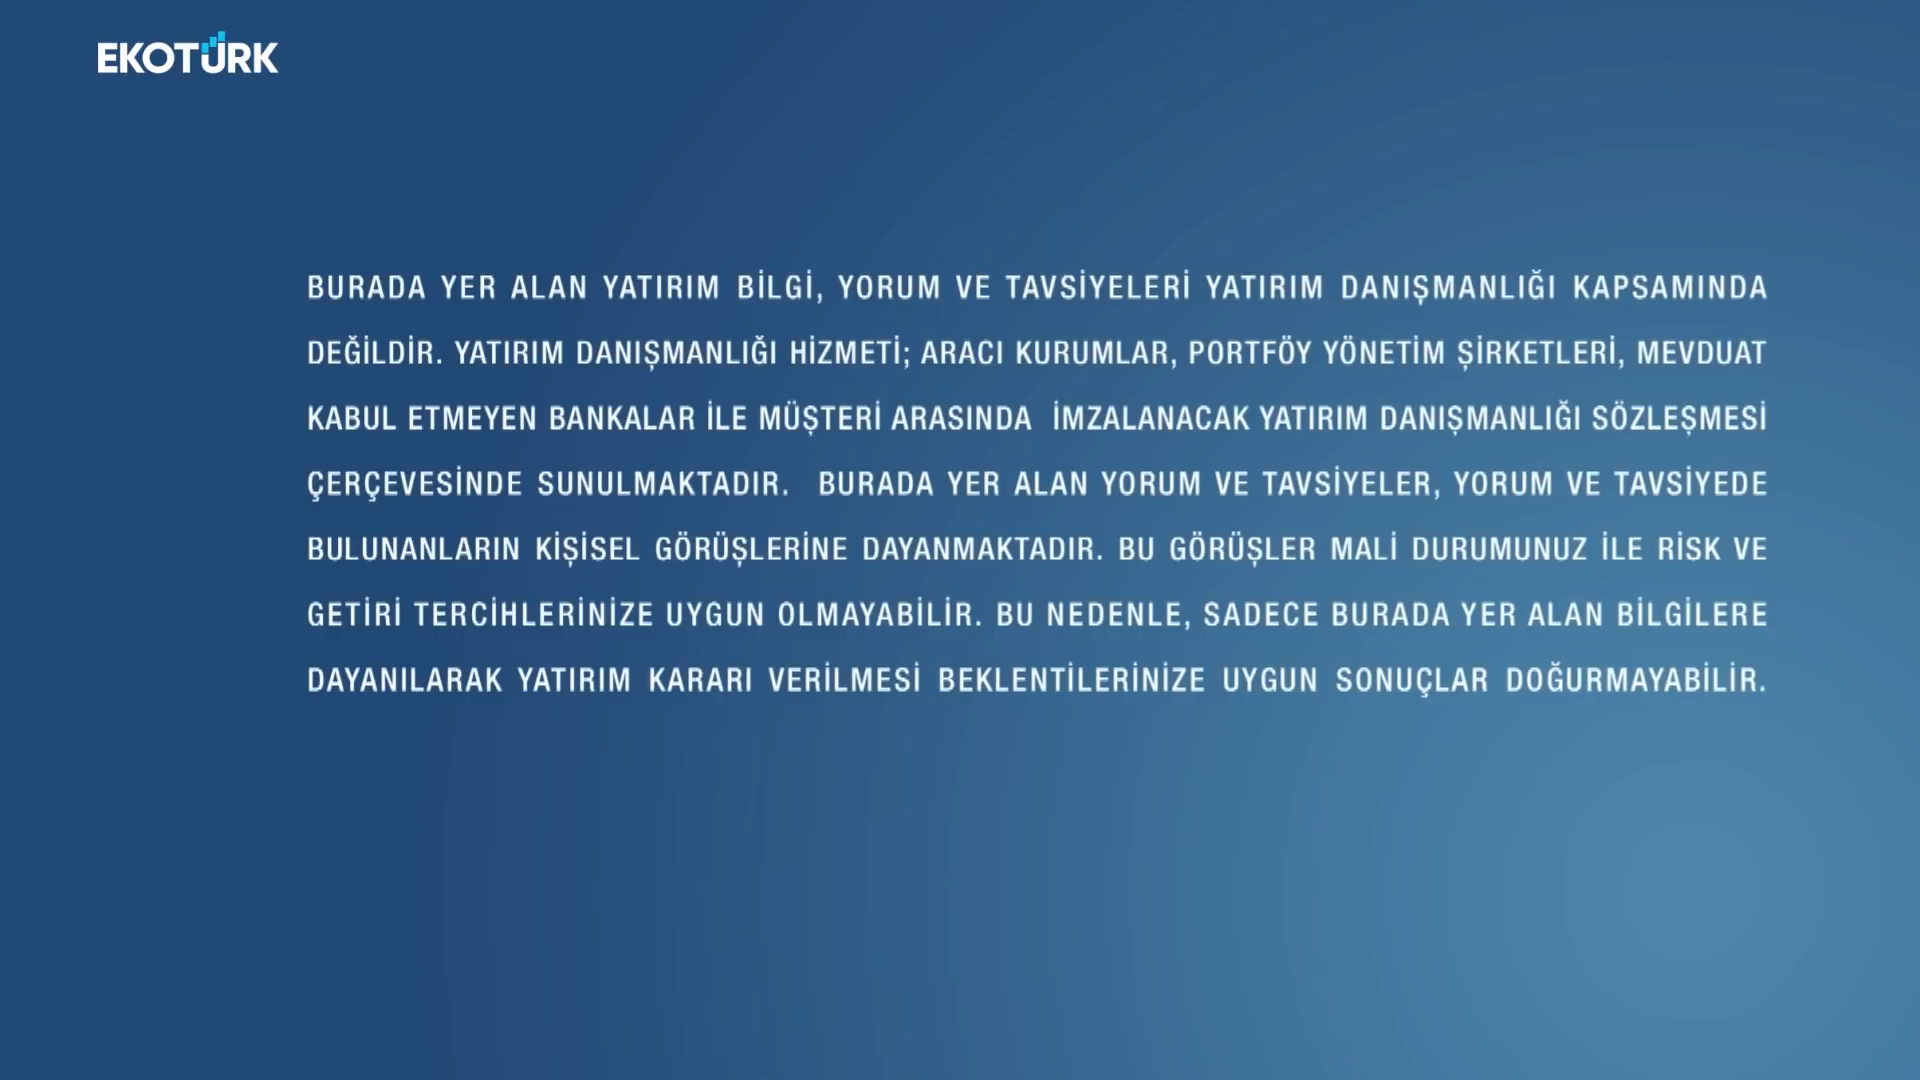 EKOTÜRK
BURADA YER ALAN YATIRIM BİLGİ, YORUM VE TAVSİYELERİ YATIRIM DANIŞMANLIĞI KAPSAMINDA
DEĞİLDİR. YATIRIM DANIŞMANLIĞI HİZMETİ; ARACI KURUMLAR, PORTFÖY YÖNETİM ŞİRKETLERİ, MEVDUAT
KABUL ETMEYEN BANKALAR İLE MÜŞTERİ ARASINDA İMZALANACAK YATIRIM DANIŞMANLIĞI SÖZLEŞMESİ
ÇERÇEVESİNDE SUNULMAKTADIR. BURADA YER ALAN YORUM VE TAVSİYELER, YORUM VE TAVSİYEDE
BULUNANLARIN KİŞİSEL GÖRÜŞLERİNE DAYANMAKTADIR. BU GÖRÜŞLER MALİ DURUMUNUZ İLE RİSK VE
GETİRİ TERCİHLERİNİZE UYGUN OLMAYABİLİR. BU NEDENLE, SADECE BURADA YER ALAN BİLGİLERE
DAYANILARAK YATIRIM KARARI VERİLMESİ BEKLENTİLERİNİZE UYGUN SONUÇLAR DOĞURMAYABİLİR.